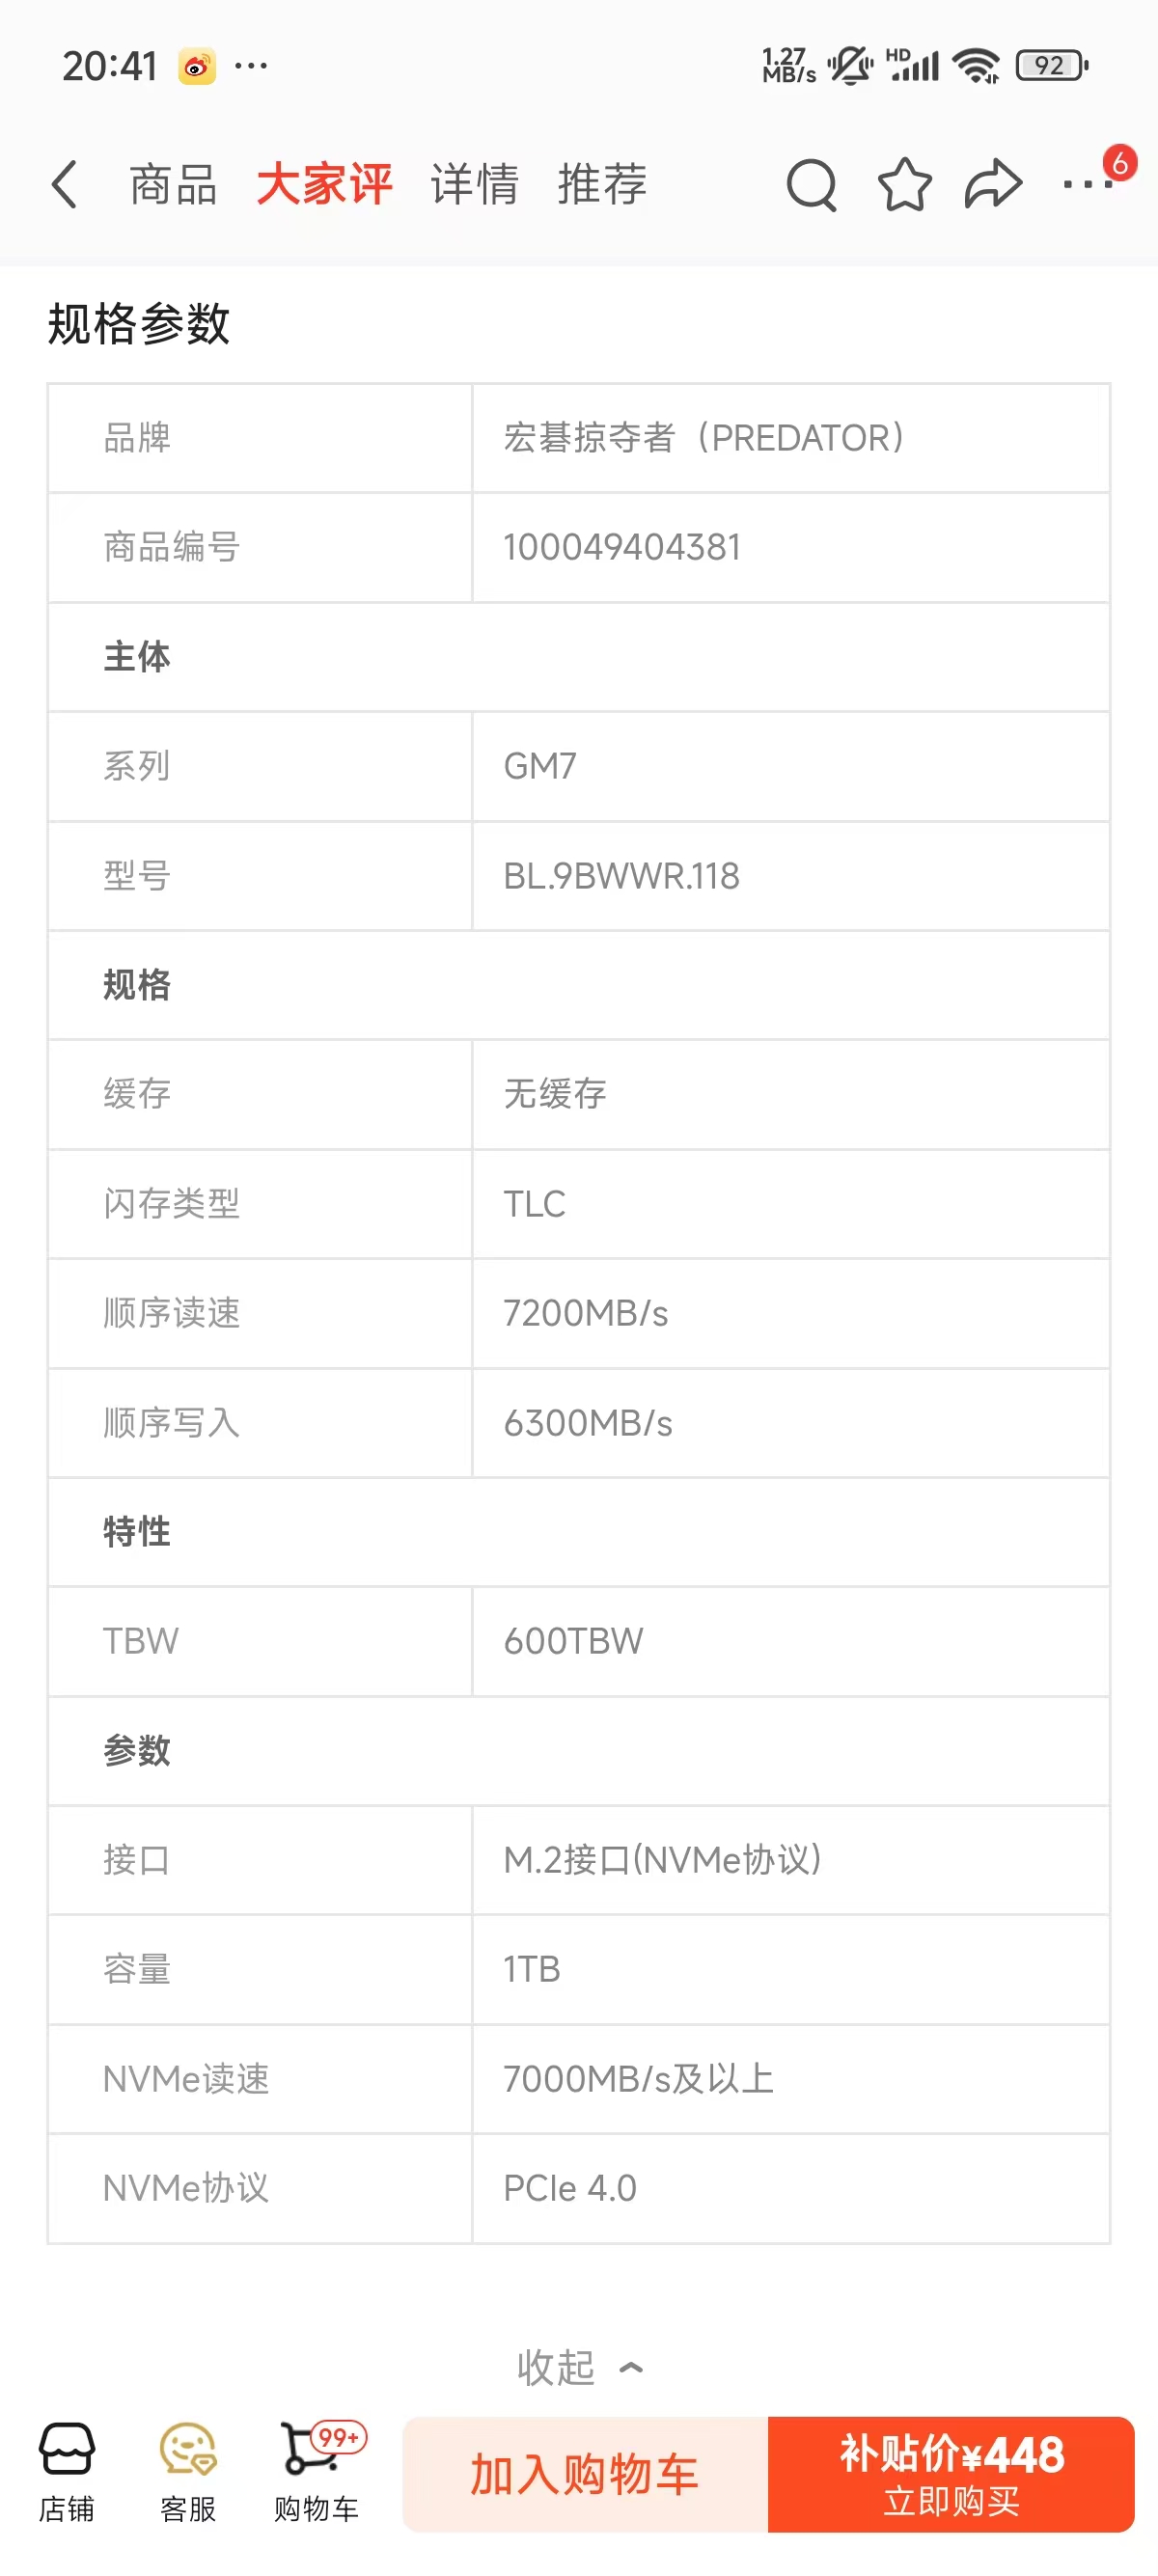 20:41
1.27
MB/s
HD
92
商品 大家评 详情 推荐
6
规格参数
品牌 宏碁掠夺者（PREDATOR）
商品编号 100049404381
主体
系列 GM7
型号 BL.9BWWR.118
规格
缓存 无缓存
闪存类型 TLC
顺序读速 7200MB/s
顺序写入 6300MB/s
特性
TBW 600TBW
参数
接口 M.2接口(NVMe协议)
容量 1TB
NVMe读速 7000MB/s及以上
NVMe协议 PCIe 4.0
收起
99+
店铺 客服 购物车
加入购物车
补贴价¥448
立即购买